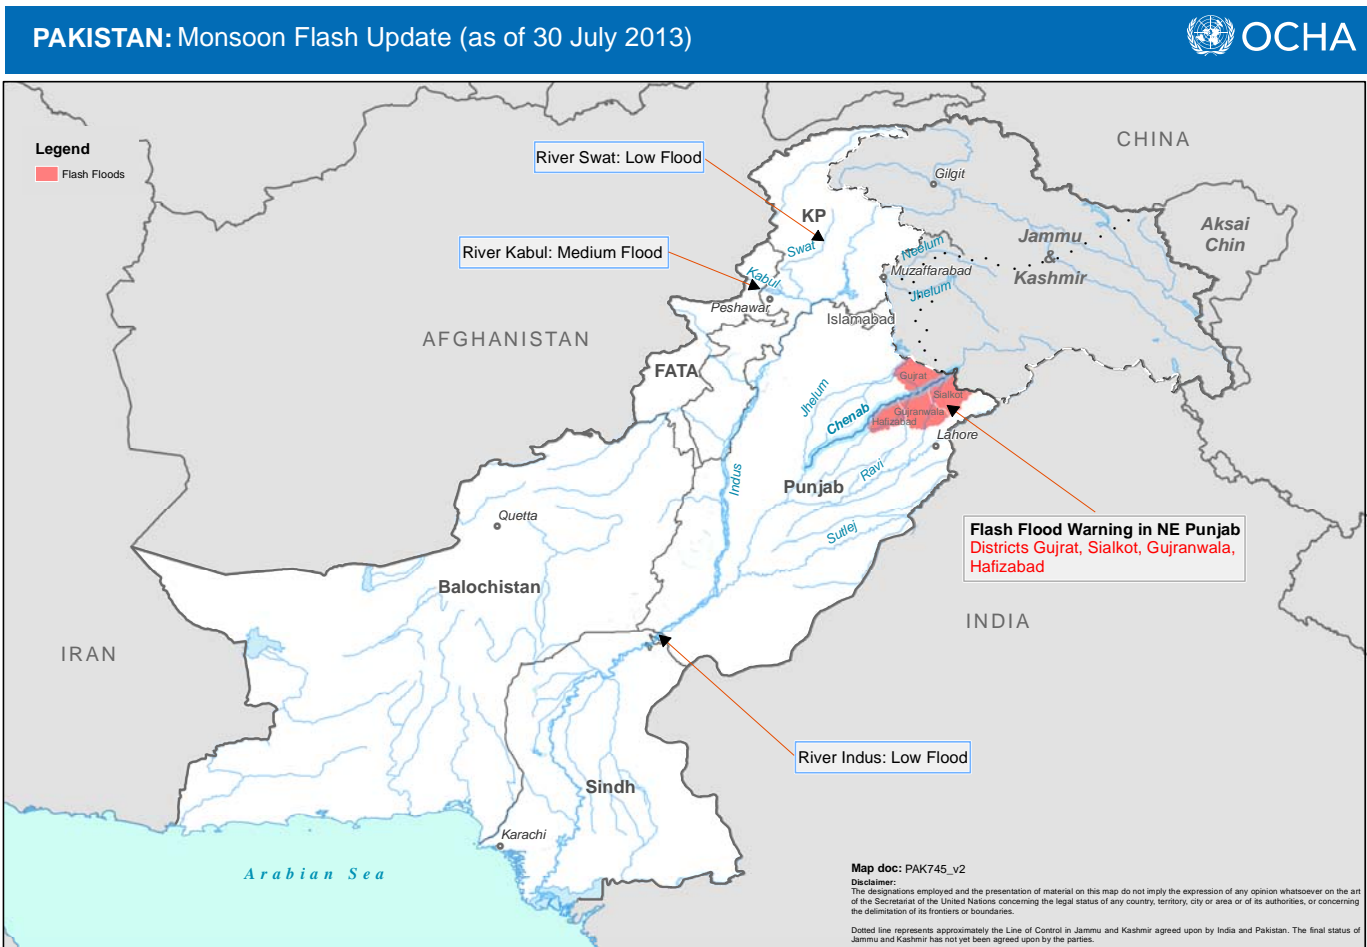 PAKISTAN: Monsoon Flash Update (as of 30 July 2013)
OCHA
Legend
Flash Floods
CHINA
River Swat: Low Flood
Gilgit
KP
Aksai
Chin
Jammu
&
Kashmir
River Kabul: Medium Flood
Swat
Neelum
Muzaffarabad
Kabul
Jhelum
Peshawar
Islamabad
AFGHANISTAN
FATA
Gujrat
Sialkot
Jhelum
Chenab
Gujranwala
Hafizabad
Lahore
Ravi
Indus
Punjab
Quetta
Sutlej
Flash Flood Warning in NE Punjab
Districts Gujrat, Sialkot, Gujranwala,
Hafizabad
Balochistan
INDIA
IRAN
River Indus: Low Flood
Sindh
Karachi
Arabian Sea
Map doc: PAK745_v2
Disclaimer:
The designations employed and the presentation of material on this map do not imply the expression of any opinion whatsoever on the art
of the Secretariat of the United Nations concerning the legal status of any country, territory, city or area or of its authorities, or concerning
the delimitation of its frontiers or boundaries.
Dotted line represents approximately the Line of Control in Jammu and Kashmir agreed upon by India and Pakistan. The final status of
Jammu and Kashmir has not yet been agreed upon by the parties.